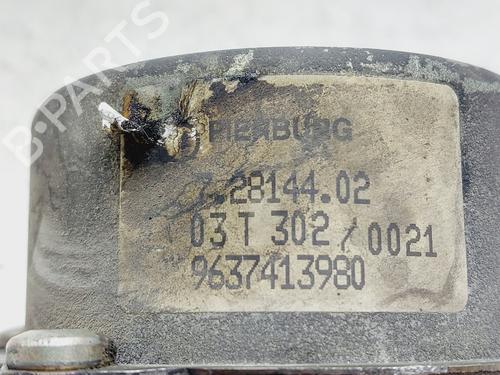 B-PARTS
PIERBURG
7.28144.02
03 T 302 / 0021
9637413980